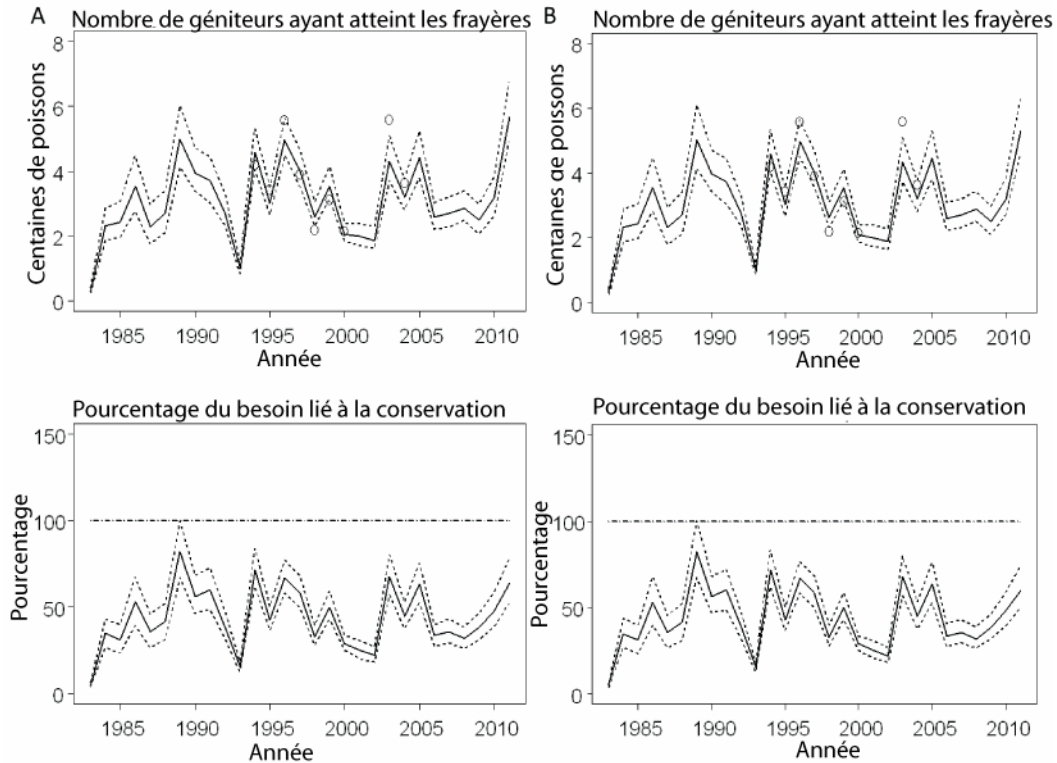 A
Nombre de géniteurs ayant atteint les frayères
Centaines de poissons
8
6
4
2
0
1985 1990 1995 2000 2005 2010
Année
B
Nombre de géniteurs ayant atteint les frayères
Centaines de poissons
8
6
4
2
0
1985 1990 1995 2000 2005 2010
Année
Pourcentage du besoin lié à la conservation
Pourcentage
150
100
50
0
1985 1990 1995 2000 2005 2010
Année
Pourcentage du besoin lié à la conservation
Pourcentage
150
100
50
0
1985 1990 1995 2000 2005 2010
Année